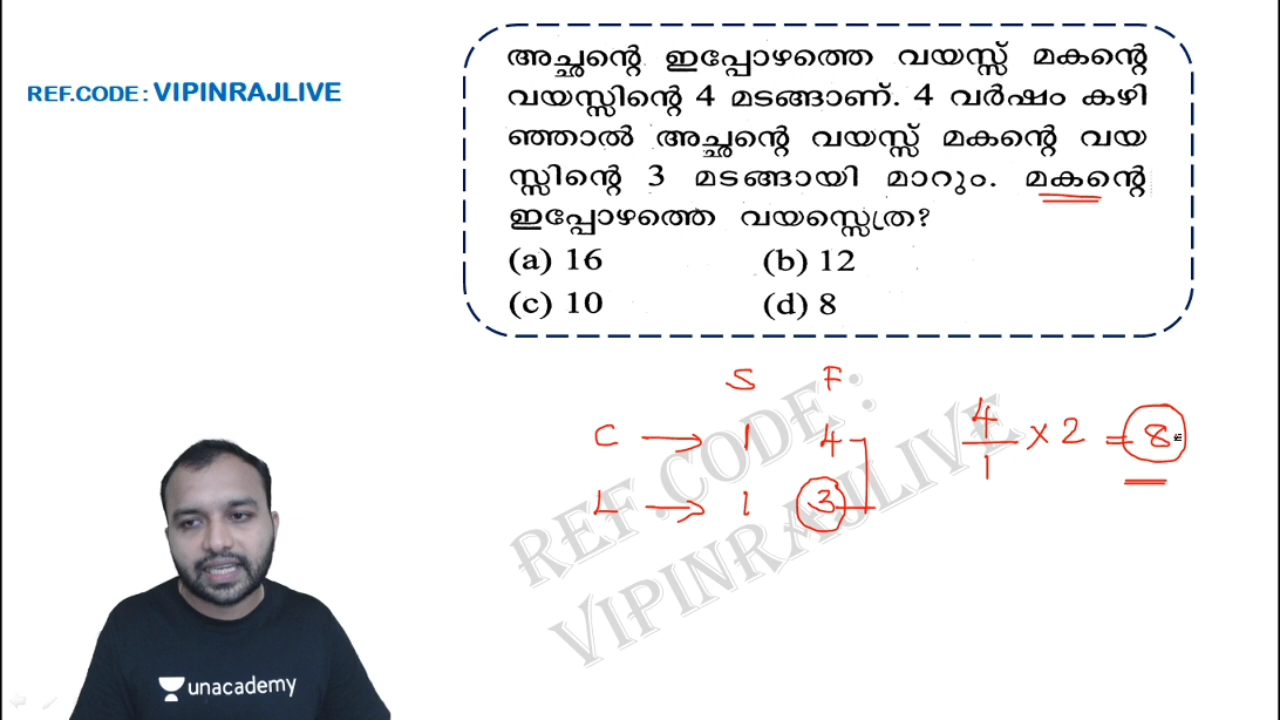 REF.CODE : VIPINRAJLIVE
അച്ഛന്റെ ഇപ്പോഴത്തെ വയസ്സ് മകന്റെ
വയസ്സിന്റെ 4 മടങ്ങാണ്. 4 വർഷം കഴി
ഞ്ഞാൽ അച്ഛന്റെ വയസ്സ് മകന്റെ വയ
സ്സിന്റെ 3 മടങ്ങായി മാറും. മകന്റെ
ഇപ്പോഴത്തെ വയസ്സെത്ര?
(a) 16 (b) 12
(c) 10 (d) 8
S F
C → 1 4
L → 1 3
4/1 × 2 = 8
REF.CODE :
VIPINRAJLIVE
unacademy